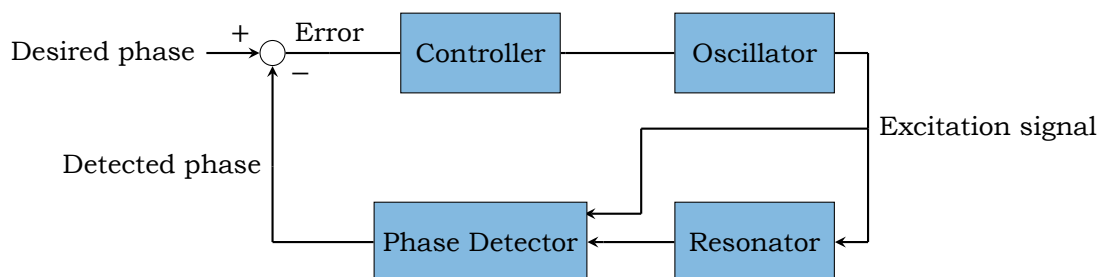 Desired phase
+
−
Error
Controller
Oscillator
Excitation signal
Detected phase
Phase Detector
Resonator